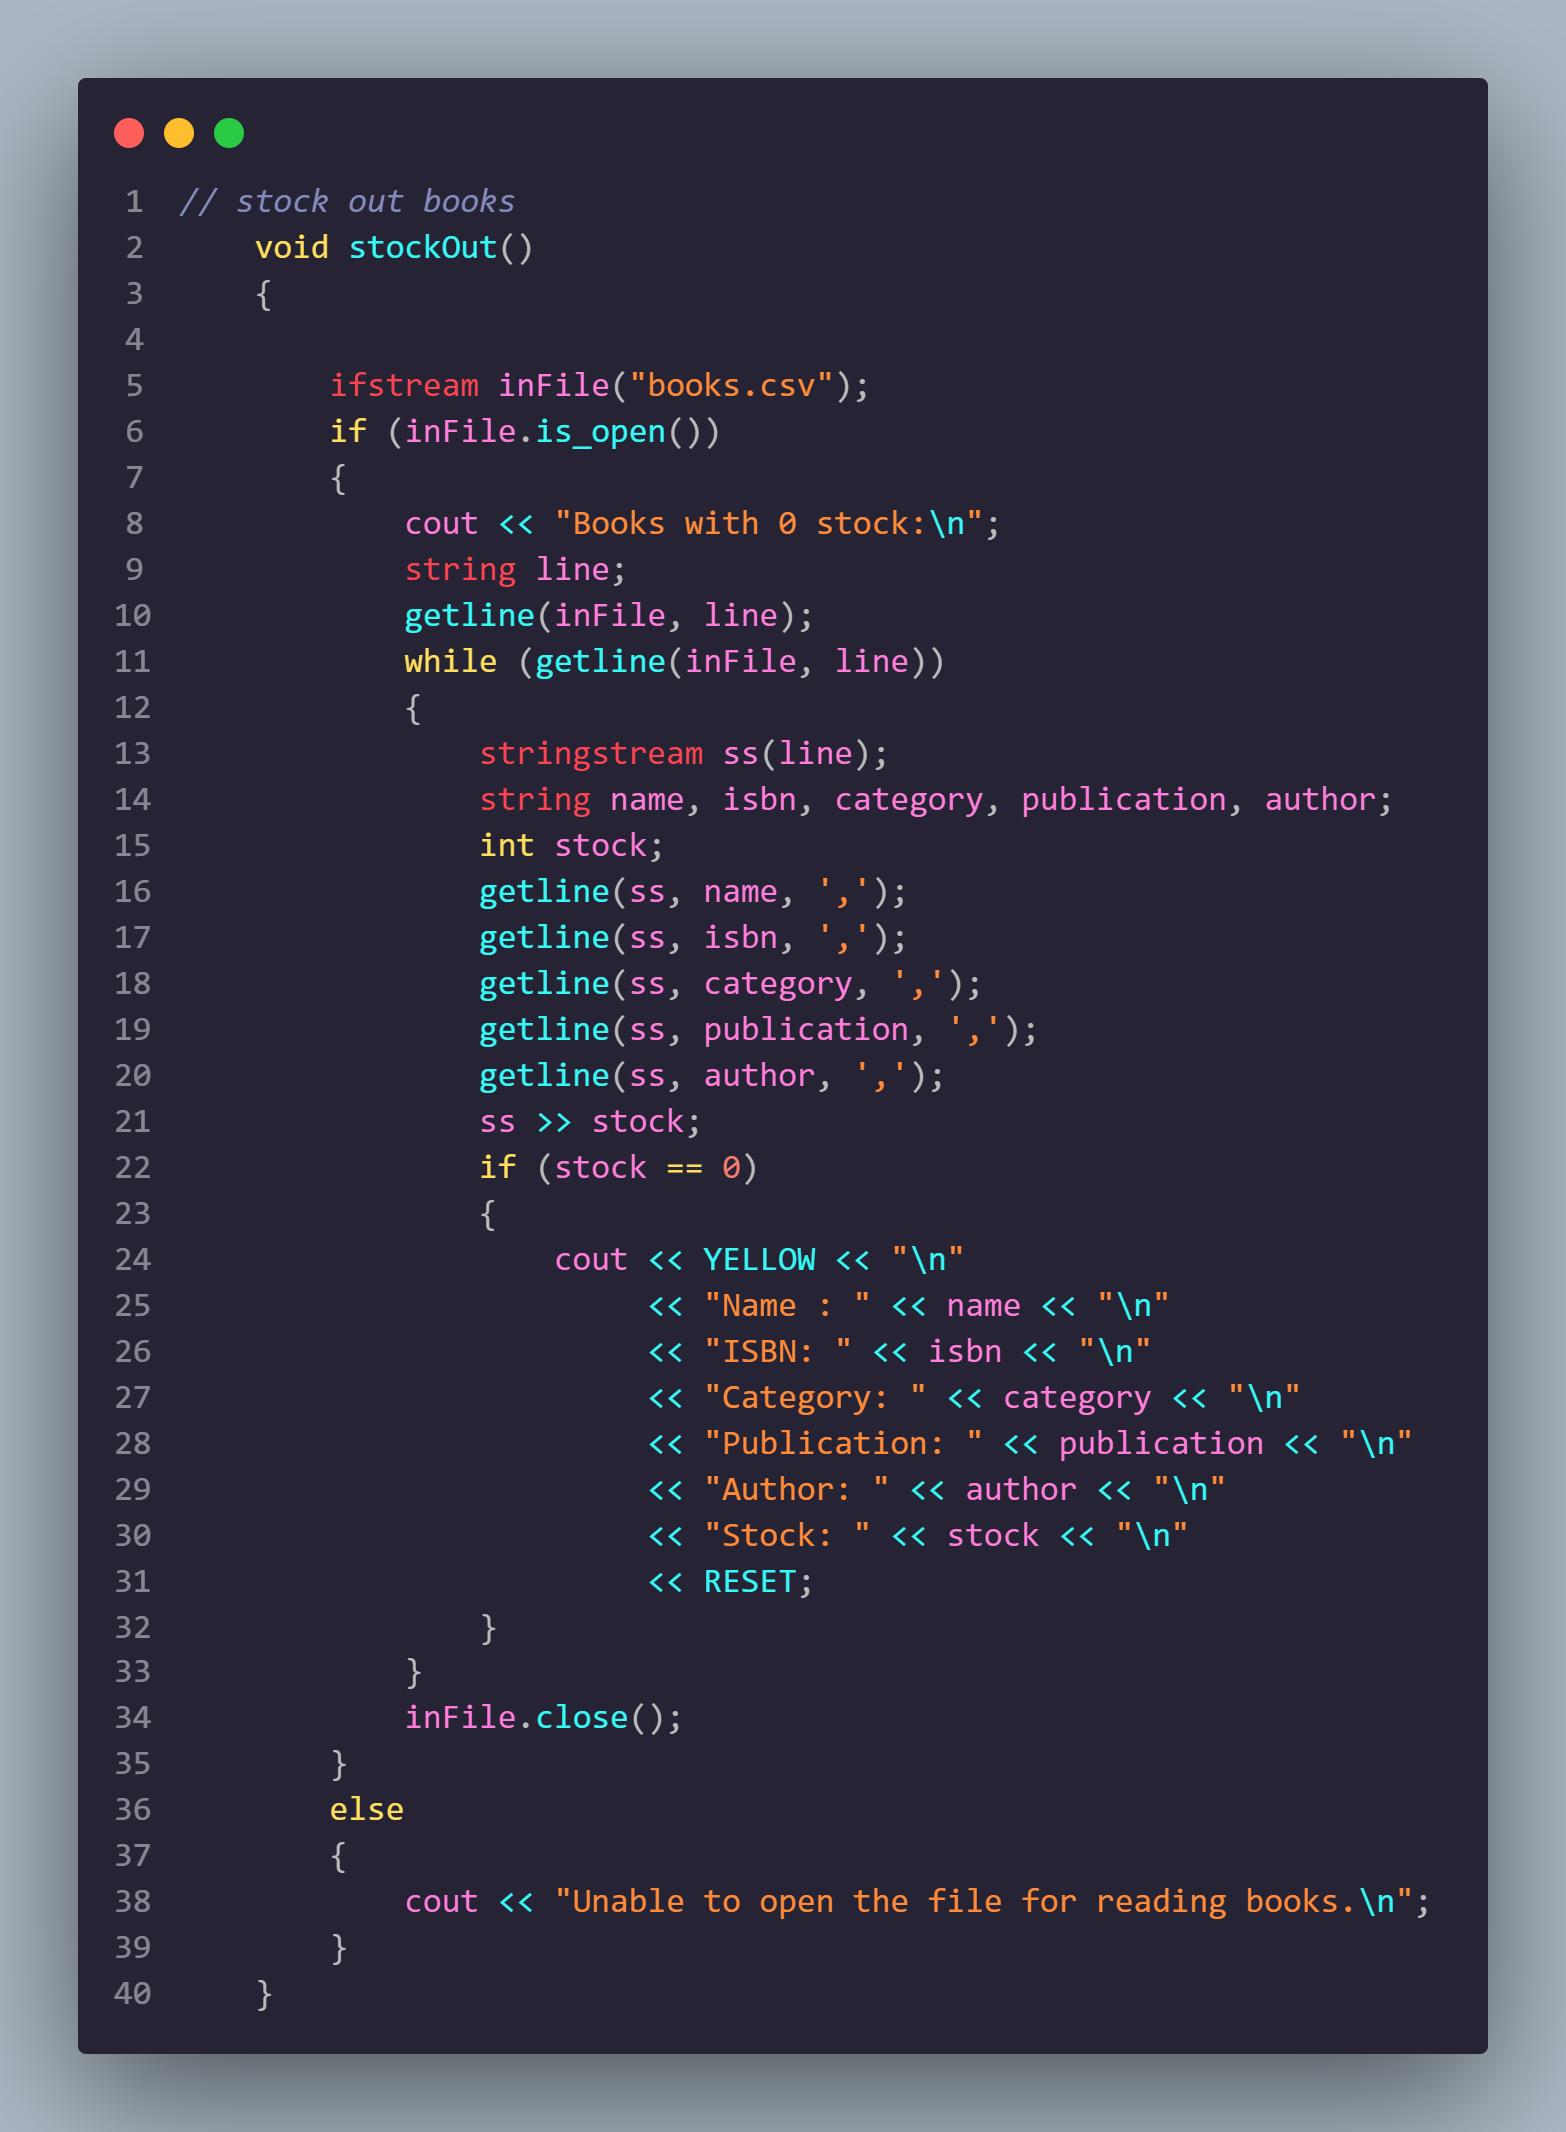 1 // stock out books
2     void stockOut()
3     {
4
5         ifstream inFile("books.csv");
6         if (inFile.is_open())
7         {
8             cout << "Books with 0 stock:\n";
9             string line;
10             getline(inFile, line);
11             while (getline(inFile, line))
12             {
13                 stringstream ss(line);
14                 string name, isbn, category, publication, author;
15                 int stock;
16                 getline(ss, name, ',');
17                 getline(ss, isbn, ',');
18                 getline(ss, category, ',');
19                 getline(ss, publication, ',');
20                 getline(ss, author, ',');
21                 ss >> stock;
22                 if (stock == 0)
23                 {
24                     cout << YELLOW << "\n"
25                          << "Name : " << name << "\n"
26                          << "ISBN: " << isbn << "\n"
27                          << "Category: " << category << "\n"
28                          << "Publication: " << publication << "\n"
29                          << "Author: " << author << "\n"
30                          << "Stock: " << stock << "\n"
31                          << RESET;
32                 }
33             }
34             inFile.close();
35         }
36         else
37         {
38             cout << "Unable to open the file for reading books.\n";
39         }
40     }